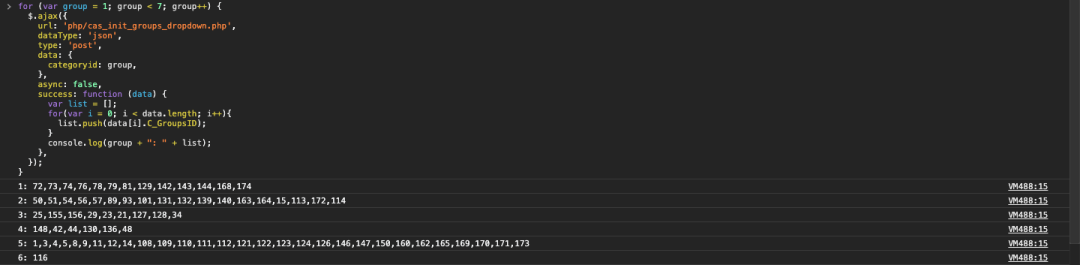 > for (var group = 1; group < 7; group++) {
$.ajax({
url: 'php/cas_init_groups_dropdown.php',
dataType: 'json',
type: 'post',
data: {
categoryid: group,
},
async: false,
success: function (data) {
var list = [];
for(var i = 0; i < data.length; i++){
list.push(data[i].C_GroupsID);
}
console.log(group + ": " + list);
},
});
}
1: 72,73,74,76,78,79,81,129,142,143,144,168,174 VM488:15
2: 50,51,54,56,57,89,93,101,131,132,139,140,163,164,15,113,172,114 VM488:15
3: 25,155,156,29,23,21,127,128,34 VM488:15
4: 148,42,44,130,136,48 VM488:15
5: 1,3,4,5,8,9,11,12,14,108,109,110,111,112,121,122,123,124,126,146,147,150,160,162,165,169,170,171,173 VM488:15
6: 116 VM488:15